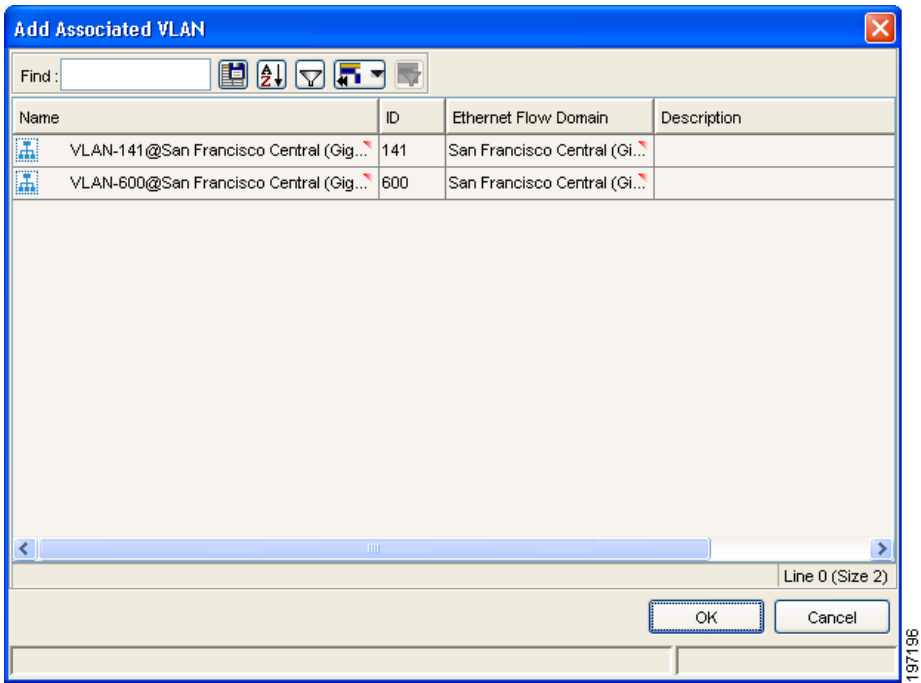 Add Associated VLAN
Find :
Name ID Ethernet Flow Domain Description
VLAN-141@San Francisco Central (Gig... 141 San Francisco Central (Gi...
VLAN-600@San Francisco Central (Gig... 600 San Francisco Central (Gi...
Line 0 (Size 2)
OK Cancel
197196